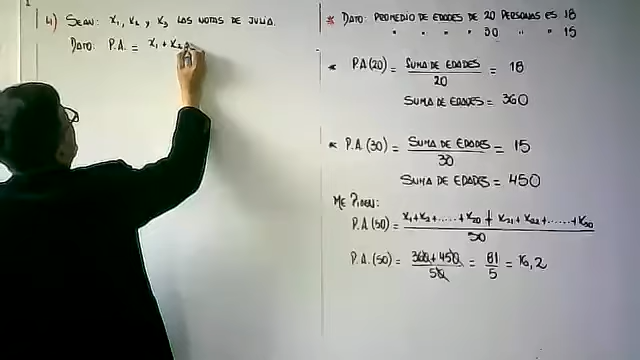 4) SEAN: X₁, X₂ y X₃ LAS NOTAS DE JULIA.
DATO: P.A. = X₁ + X₂ +
* DATO: PROMEDIO DE EDADES DE 20 PERSONAS ES 18
" " " " 30 " " 15
* P.A(20) = SUMA DE EDADES / 20 = 18
SUMA DE EDADES = 360
* P.A.(30) = SUMA DE EDADES / 30 = 15
SUMA DE EDADES = 450
ME PIDEN:
P.A(50) = X₁+X₂+.....+X₂₀ + X₂₁+X₂₂+......+X₅₀ / 50
P.A.(50) = 360+450 / 50 = 81 / 5 = 16,2